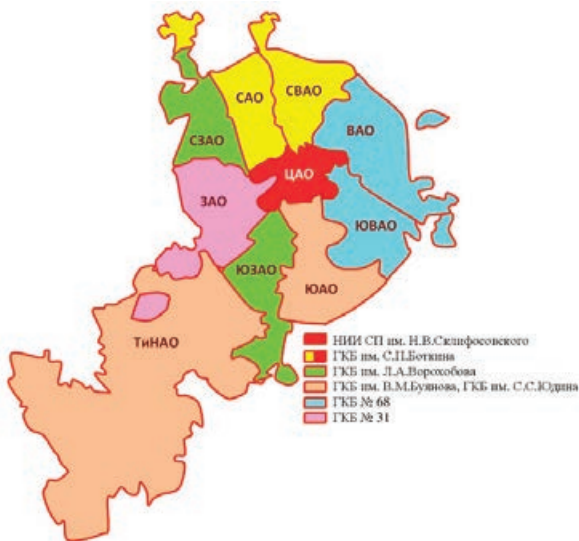 САО
СВАО
ВАО
СЗАО
ЦАО
ЗАО
ЮВАО
ЮЗАО
ЮАО
ТиНАО
НИИ СП им. Н.В.Склифосовского
ГКБ им. С.П.Боткина
ГКБ им. Л.А.Ворохобова
ГКБ им. В.М.Буянова, ГКБ им. С.С.Юдина
ГКБ № 68
ГКБ № 31